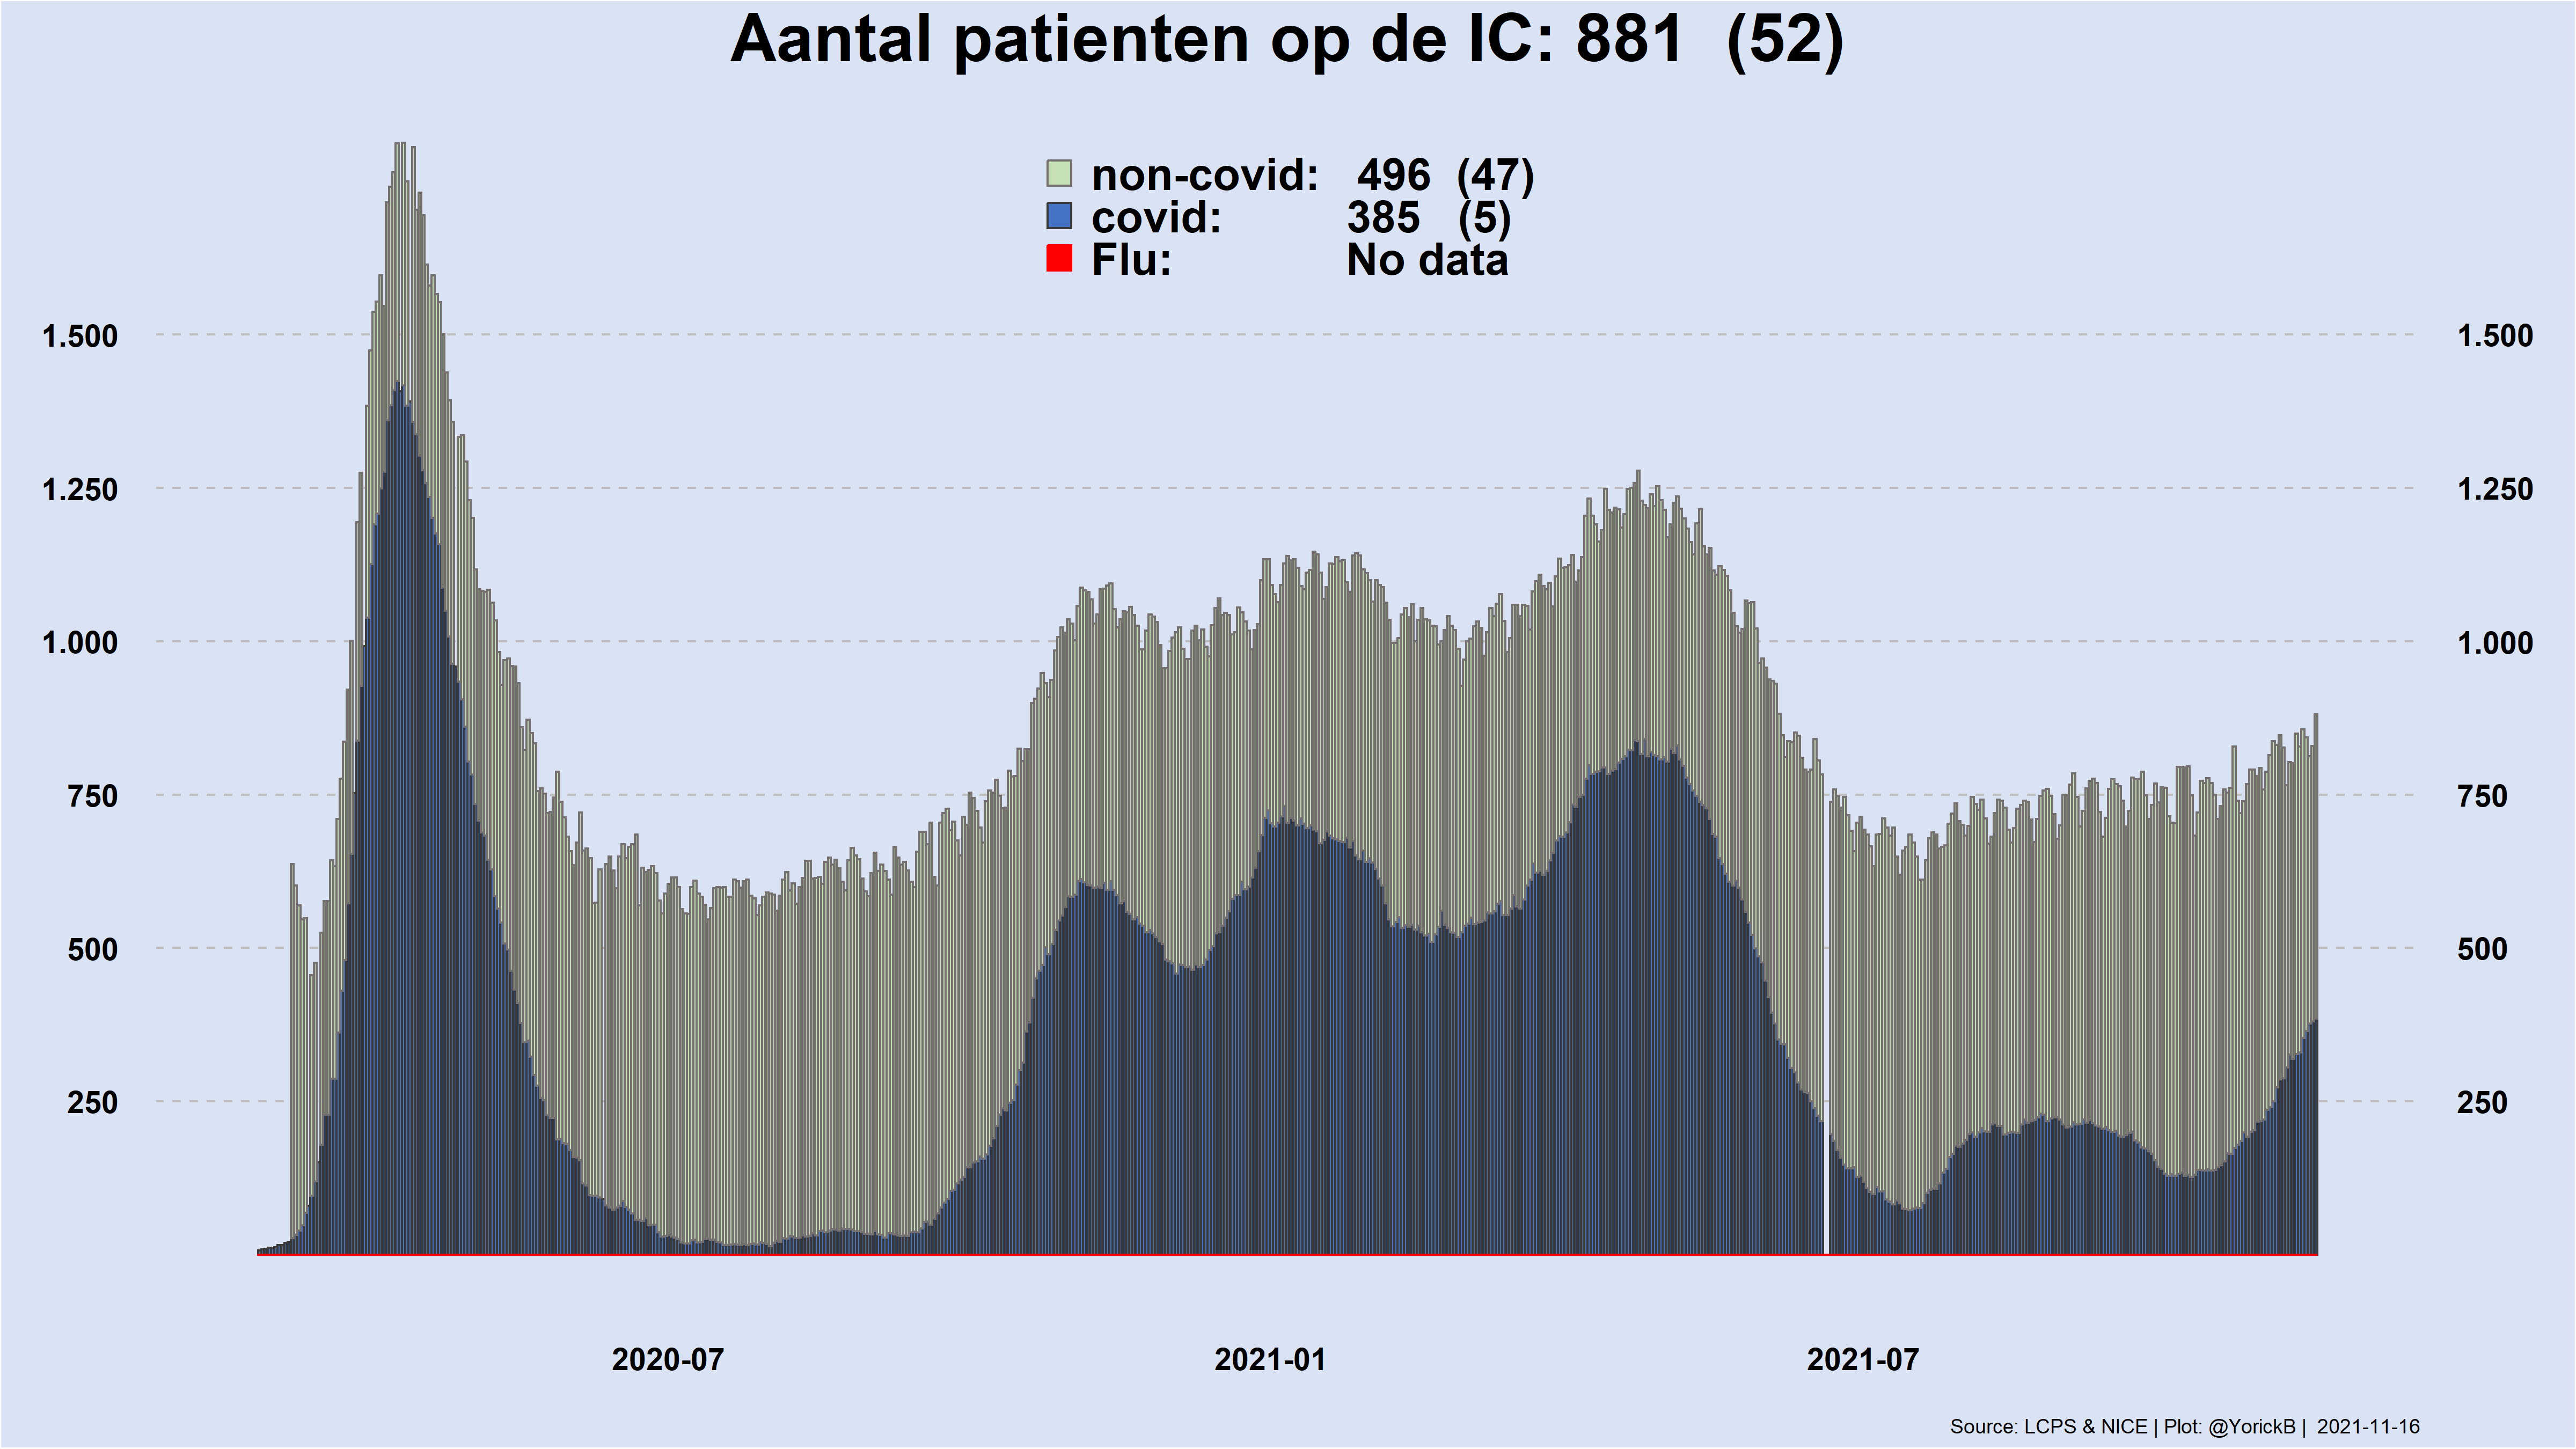 Aantal patienten op de IC: 881 (52)
non-covid: 496 (47)
covid: 385 (5)
Flu: No data
1.500 1.500
1.250 1.250
1.000 1.000
750 750
500 500
250 250
2020-07 2021-01 2021-07
Source: LCPS & NICE | Plot: @YorickB | 2021-11-16